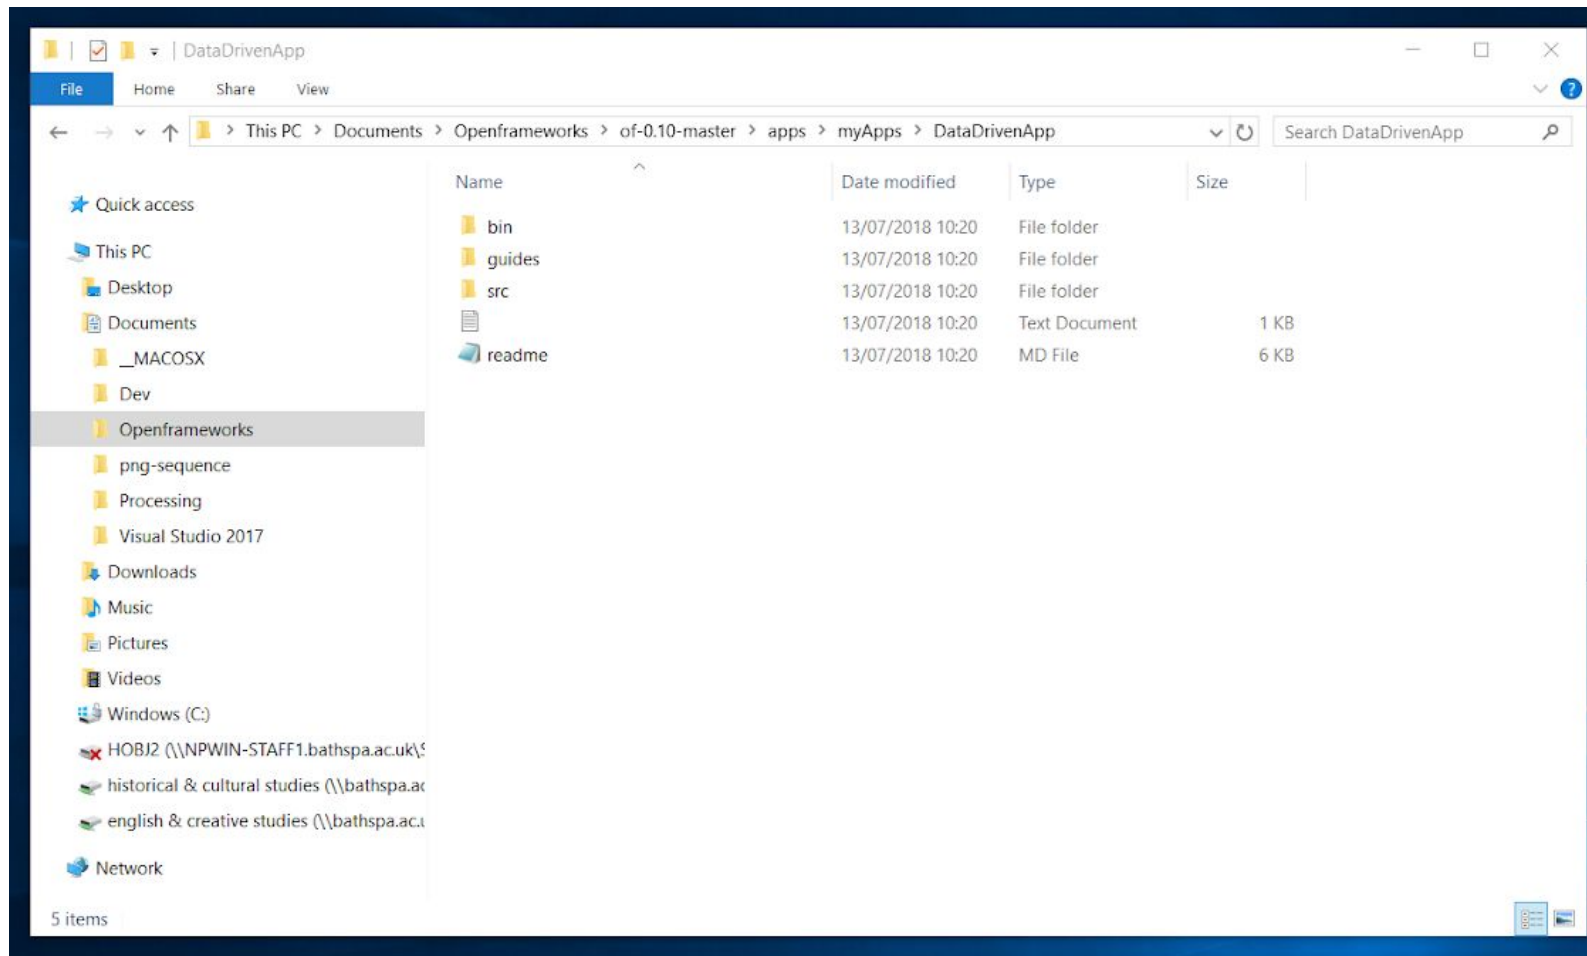 DataDrivenApp
File Home Share View
This PC > Documents > Openframeworks > of-0.10-master > apps > myApps > DataDrivenApp
Search DataDrivenApp
Quick access
This PC
Desktop
Documents
__MACOSX
Dev
Openframeworks
png-sequence
Processing
Visual Studio 2017
Downloads
Music
Pictures
Videos
Windows (C:)
HOBJ2 (\\NPWIN-STAFF1.bathspa.ac.uk\S
historical & cultural studies (\\bathspa.ac
english & creative studies (\\bathspa.ac.u
Network
Name Date modified Type Size
bin 13/07/2018 10:20 File folder
guides 13/07/2018 10:20 File folder
src 13/07/2018 10:20 File folder
13/07/2018 10:20 Text Document 1 KB
readme 13/07/2018 10:20 MD File 6 KB
5 items